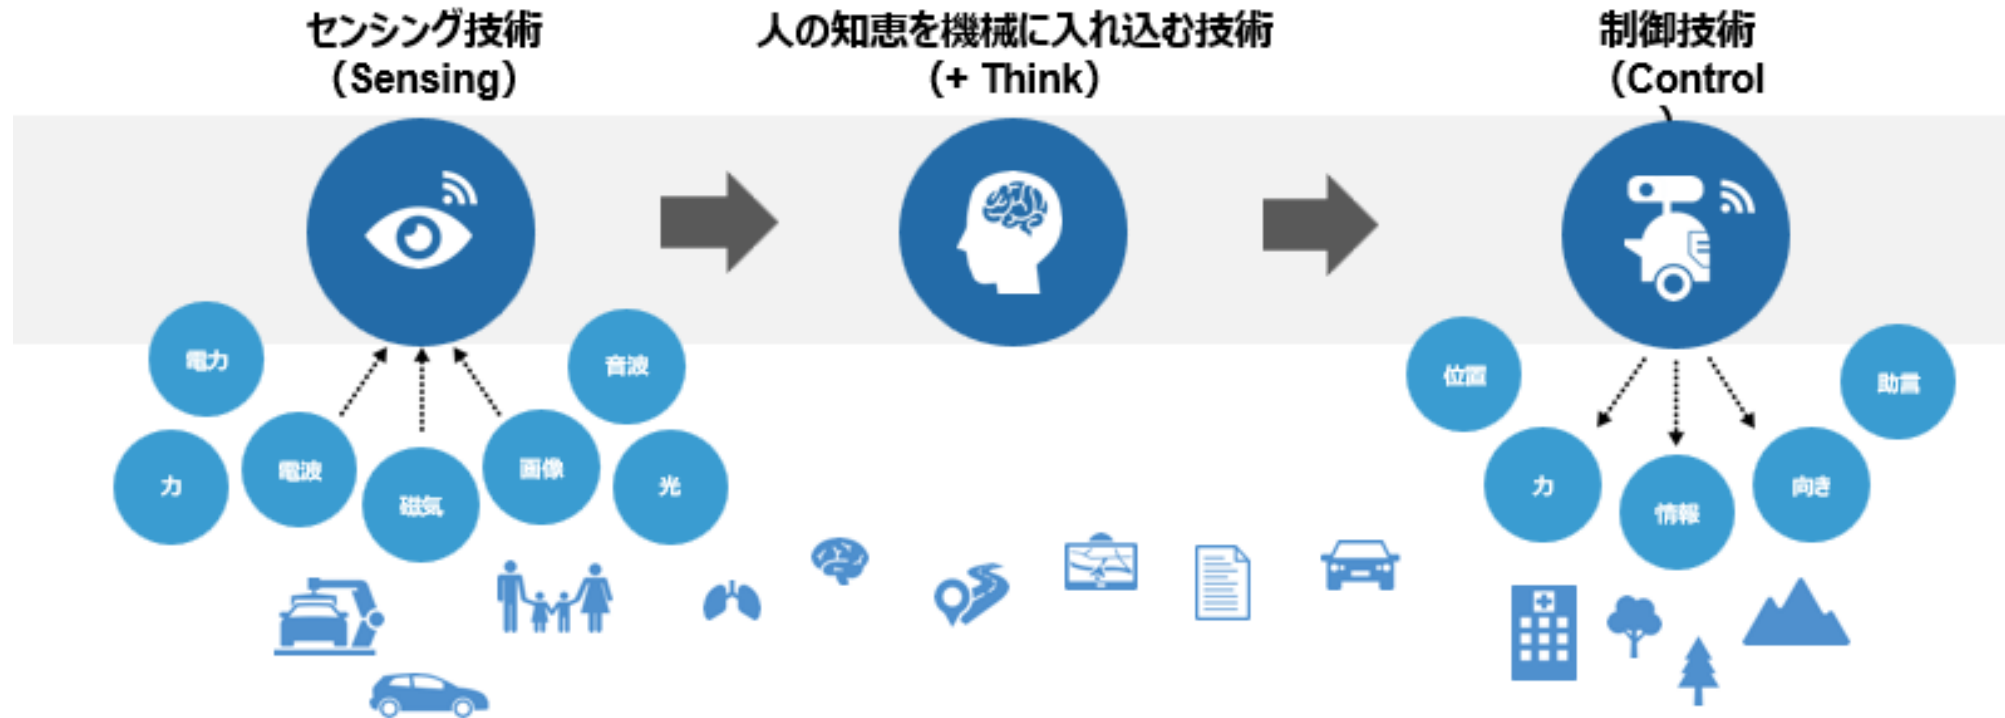 センシング技術
（Sensing）
人の知恵を機械に入れ込む技術
（+ Think）
制御技術
（Control
）
電力
音波
力
電波
磁気
画像
光
位置
助言
力
情報
向き